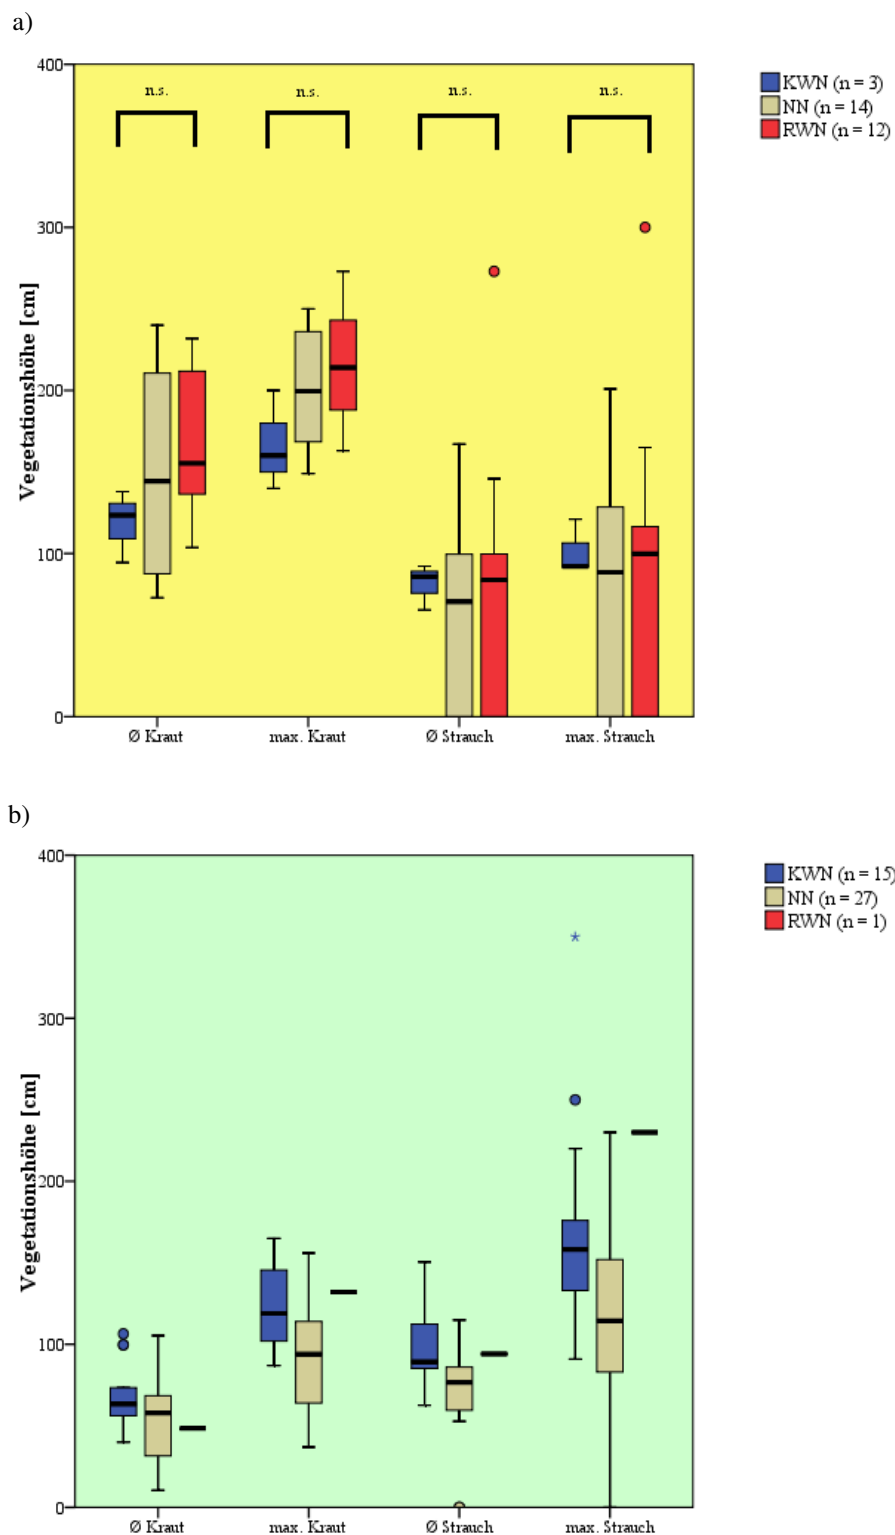 a)
400
300
200
100
0
Vegetationshöhe [cm]
n.s.
n.s.
n.s.
n.s.
KWN (n = 3)
NN (n = 14)
RWN (n = 12)
Ø Kraut
max. Kraut
Ø Strauch
max. Strauch
b)
400
300
200
100
0
Vegetationshöhe [cm]
KWN (n = 15)
NN (n = 27)
RWN (n = 1)
Ø Kraut
max. Kraut
Ø Strauch
max. Strauch